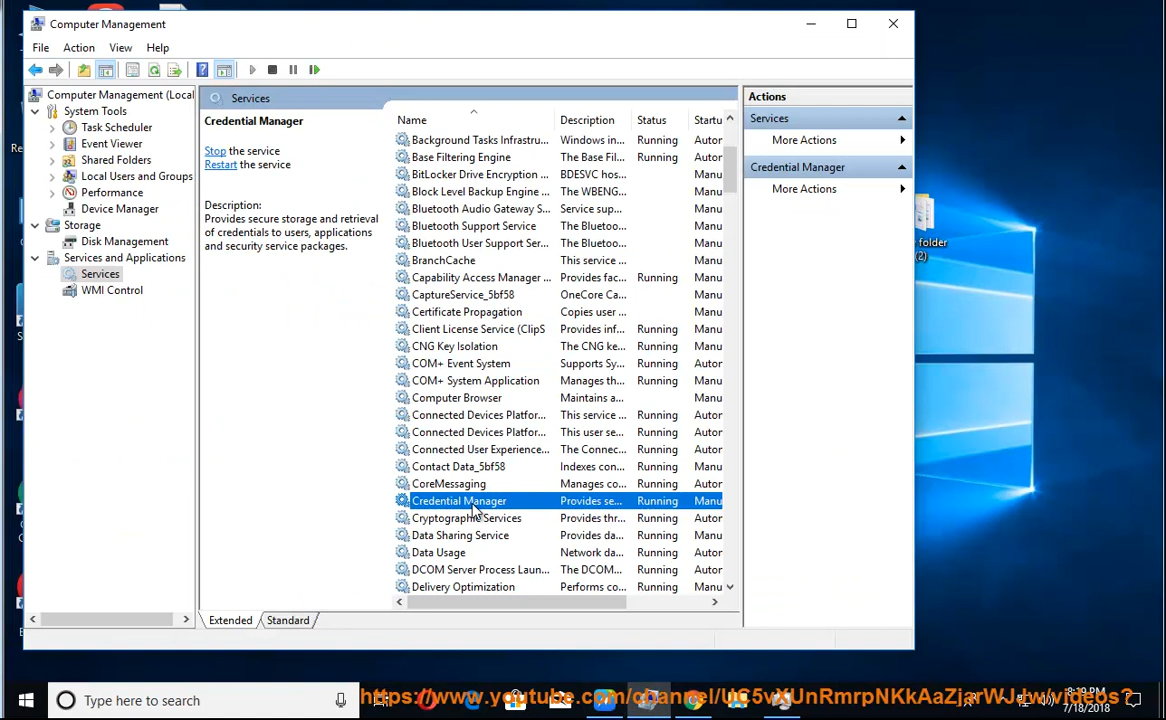 Computer Management
File Action View Help
Computer Management (Local
System Tools
Task Scheduler
Event Viewer
Shared Folders
Local Users and Groups
Performance
Device Manager
Storage
Disk Management
Services and Applications
Services
WMI Control
Services
Credential Manager
Stop the service
Restart the service
Description:
Provides secure storage and retrieval
of credentials to users, applications
and security service packages.
Name Description Status Startu
Background Tasks Infrastru... Windows in... Running Autor
Base Filtering Engine The Base Fil... Running Autor
BitLocker Drive Encryption ... BDESVC hos... Manu
Block Level Backup Engine ... The WBENG... Manu
Bluetooth Audio Gateway S... Service sup... Manu
Bluetooth Support Service The Bluetoo... Manu
Bluetooth User Support Ser... The Bluetoo... Manu
BranchCache This service ... Manu
Capability Access Manager ... Provides fac... Running Manu
CaptureService_5bf58 OneCore Ca... Manu
Certificate Propagation Copies user ... Manu
Client License Service (ClipS Provides inf... Running Manu
CNG Key Isolation The CNG ke... Running Manu
COM+ Event System Supports Sy... Running Autor
COM+ System Application Manages th... Running Manu
Computer Browser Maintains a... Manu
Connected Devices Platfor... This service ... Running Autor
Connected Devices Platfor... This user se... Running Autor
Connected User Experience... The Connec... Running Autor
Contact Data_5bf58 Indexes con... Running Manu
CoreMessaging Manages co... Running Autor
Credential Manager Provides se... Running Manu
Cryptographic Services Provides thr... Running Autor
Data Sharing Service Provides da... Running Manu
Data Usage Network da... Running Autor
DCOM Server Process Laun... The DCOM... Running Autor
Delivery Optimization Performs co... Running Manu
Extended Standard
Actions
Services
More Actions
Credential Manager
More Actions
folder
(2)
Type here to search
8:19 PM
7/18/2018